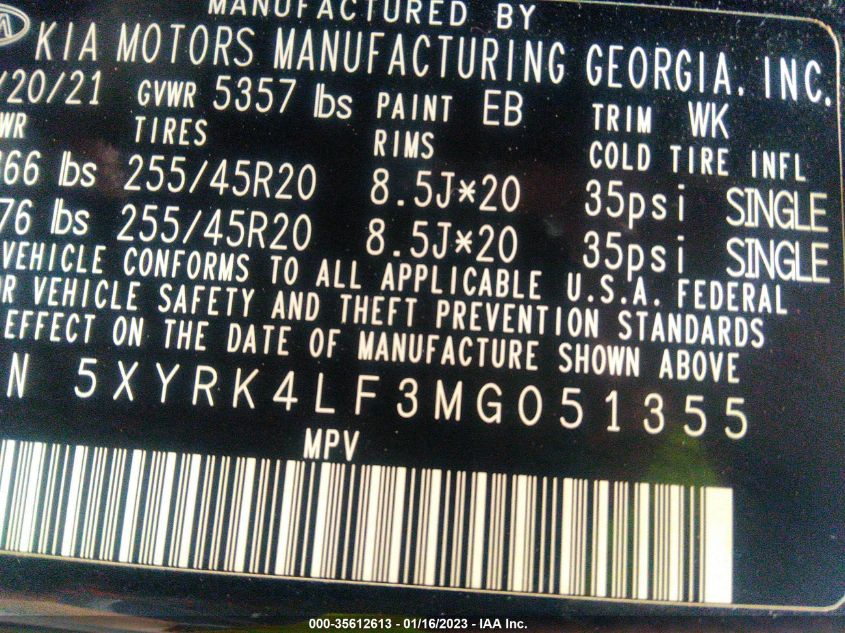 MANUFACTURED BY
KIA MOTORS MANUFACTURING GEORGIA, INC.
/20/21 GVWR 5357 lbs PAINT EB TRIM WK
WR TIRES RIMS COLD TIRE INFL
66 lbs 255/45R20 8.5J*20 35psi SINGLE
76 lbs 255/45R20 8.5J*20 35psi SINGLE
VEHICLE CONFORMS TO ALL APPLICABLE U.S.A. FEDERAL
R VEHICLE SAFETY AND THEFT PREVENTION STANDARDS
EFFECT ON THE DATE OF MANUFACTURE SHOWN ABOVE
N 5XYRK4LF3MG051355
MPV
000-35612613 - 01/16/2023 - IAA Inc.